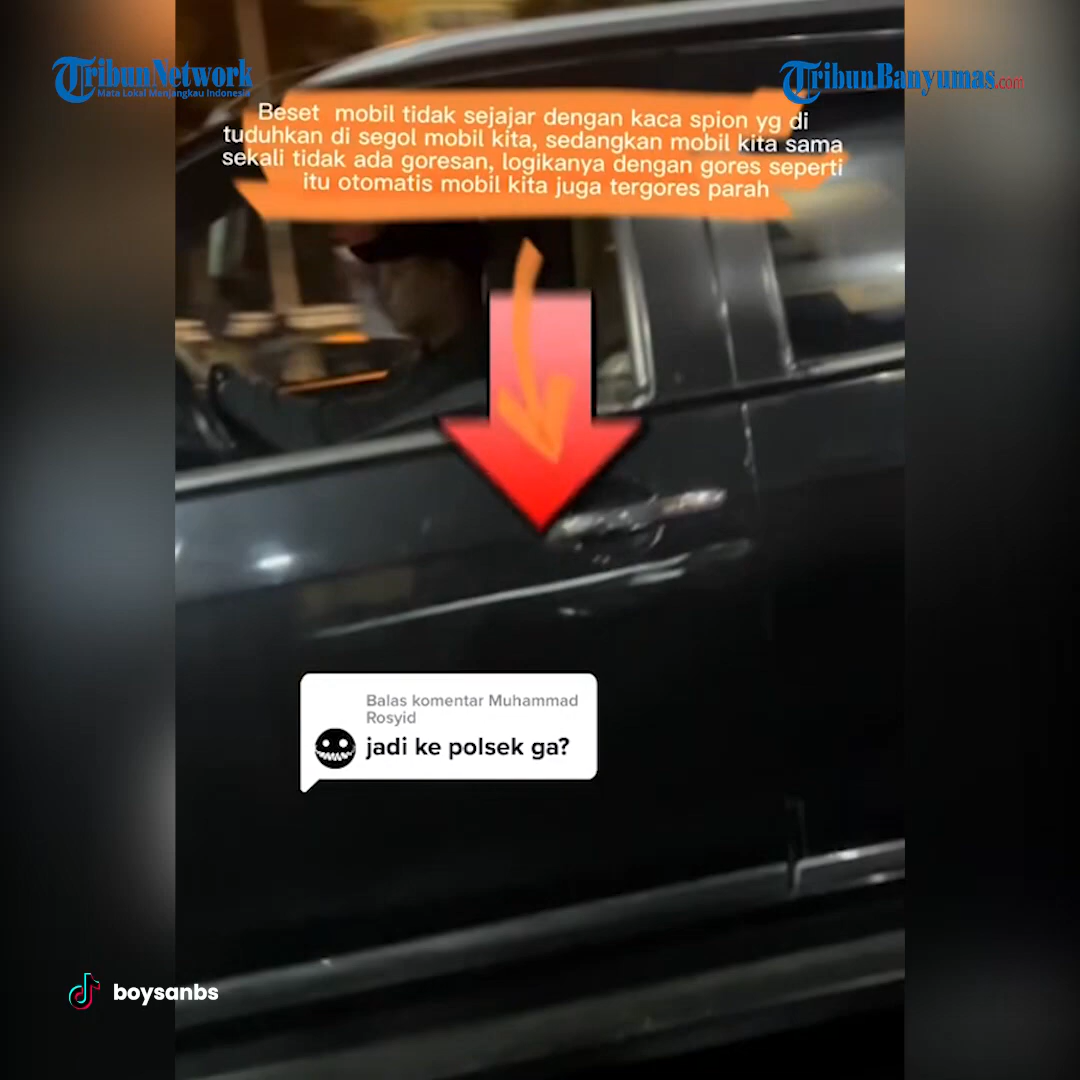 TribunNetwork
Mata Lokal Menjangkau Indonesia
TribunBanyumas.com
Beset mobil tidak sejajar dengan kaca spion yg di
tuduhkan di segol mobil kita, sedangkan mobil kita sama
sekali tidak ada goresan, logikanya dengan gores seperti
itu otomatis mobil kita juga tergores parah
Balas komentar Muhammad
Rosyid
jadi ke polsek ga?
boysanbs